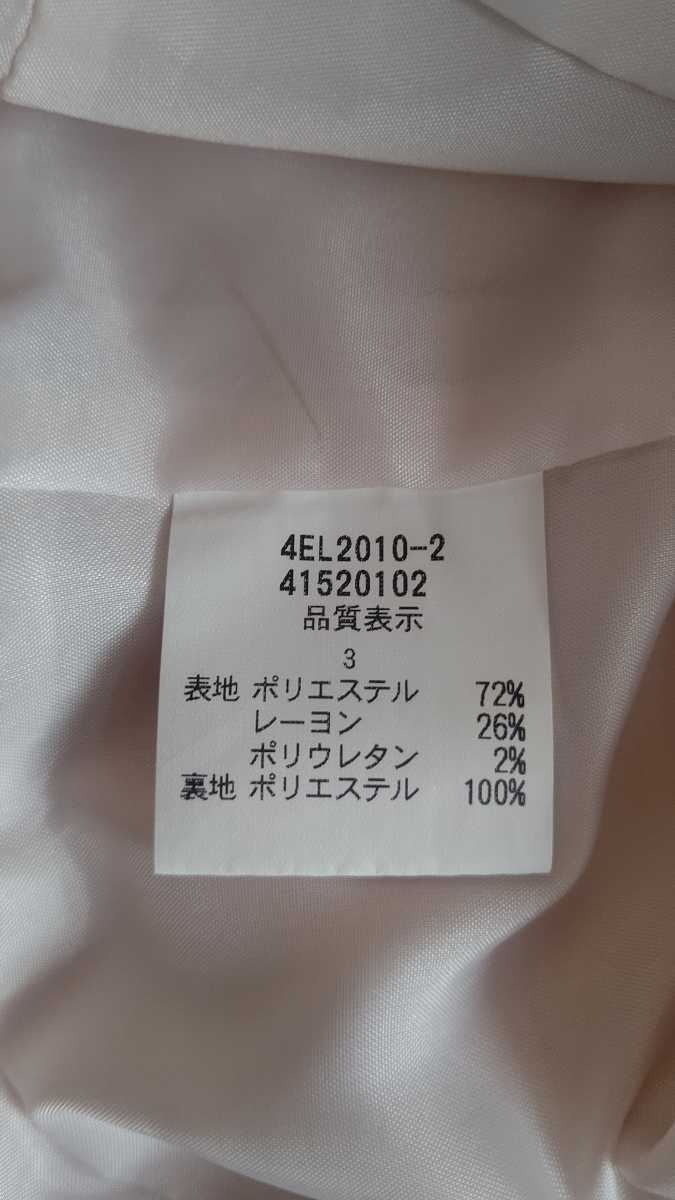 4EL2010-2
41520102
品質表示
3
表地 ポリエステル 72%
レーヨン 26%
ポリウレタン 2%
裏地 ポリエステル 100%